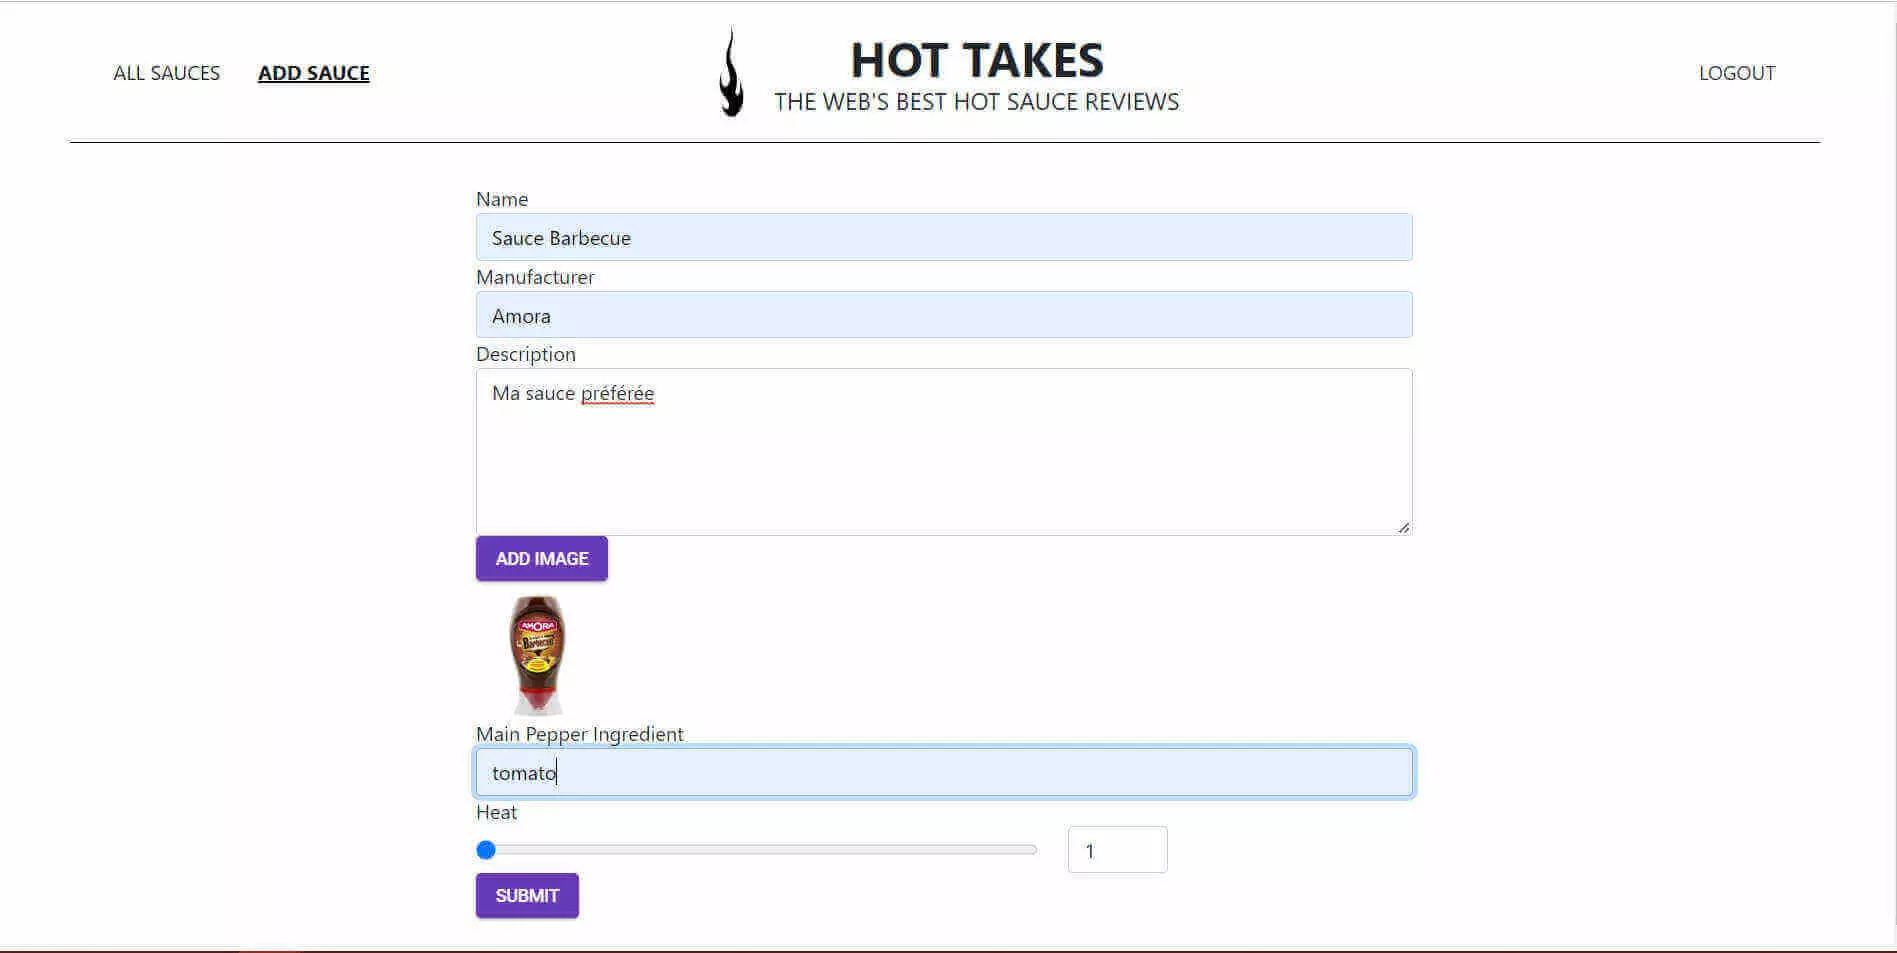 ALL SAUCES
ADD SAUCE
HOT TAKES
THE WEB'S BEST HOT SAUCE REVIEWS
LOGOUT
Name
Sauce Barbecue
Manufacturer
Amora
Description
Ma sauce préférée
ADD IMAGE
AMORA
Barbecue
Main Pepper Ingredient
tomato
Heat
1
SUBMIT